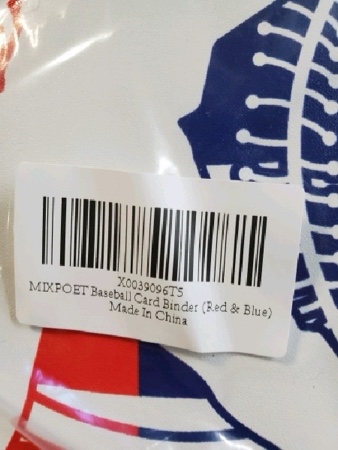 X0039096T5
MIXPOET Baseball Card Binder (Red & Blue)
Made In China